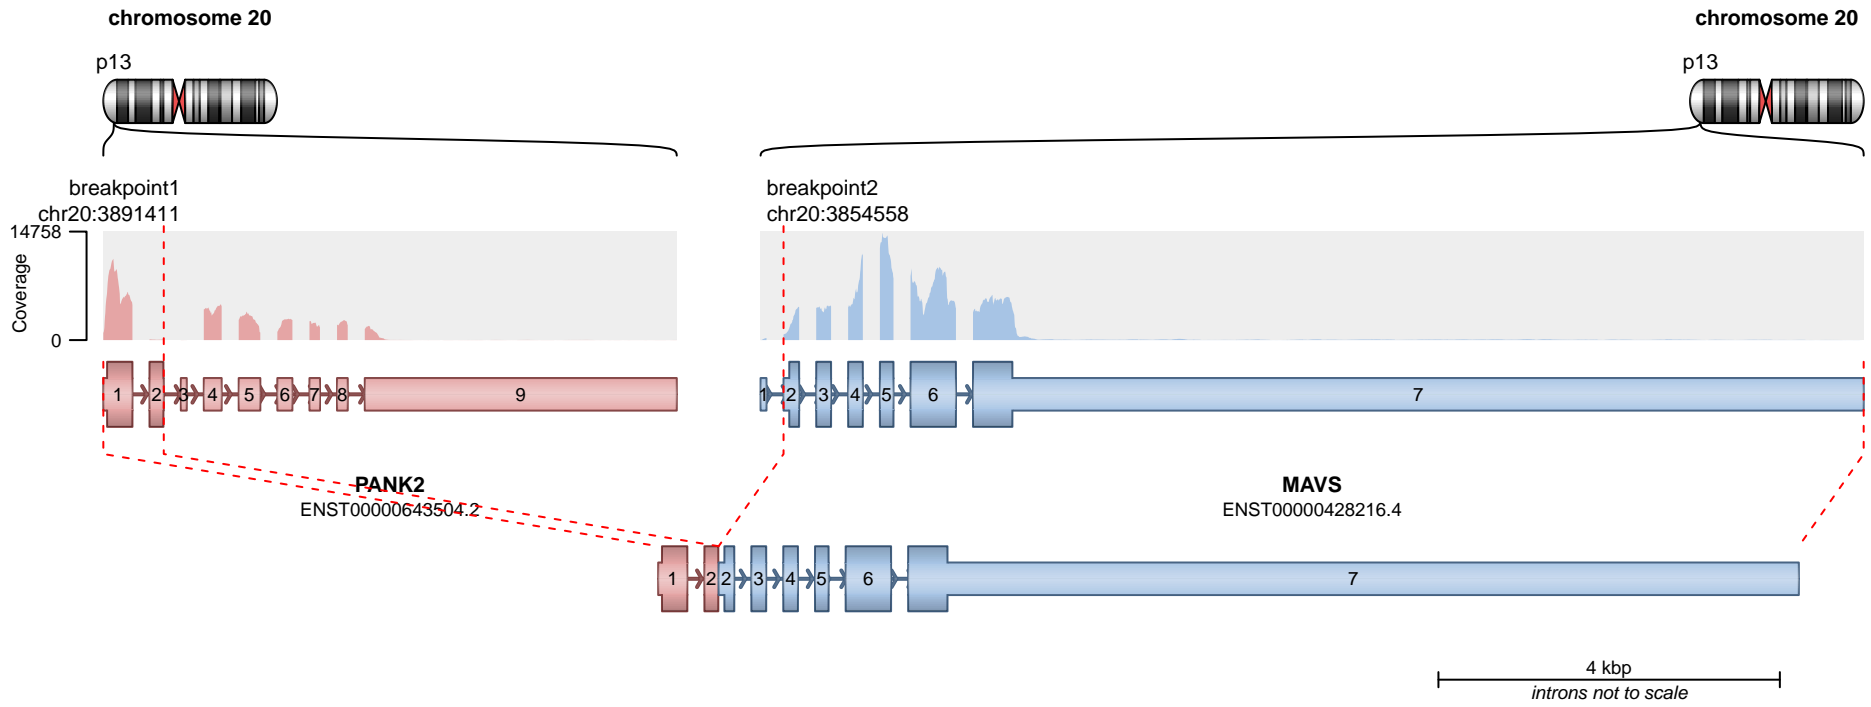 chromosome 20
chromosome 20
p13
p13
breakpoint1
chr20:3891411
breakpoint2
chr20:3854558
14758
Coverage
0
1 2 3 4 5 6 7 8 9
1 2 3 4 5 6 7
PANK2
ENST00000643504.2
MAVS
ENST00000428216.4
1 2 2 3 4 5 6 7
4 kbp
introns not to scale